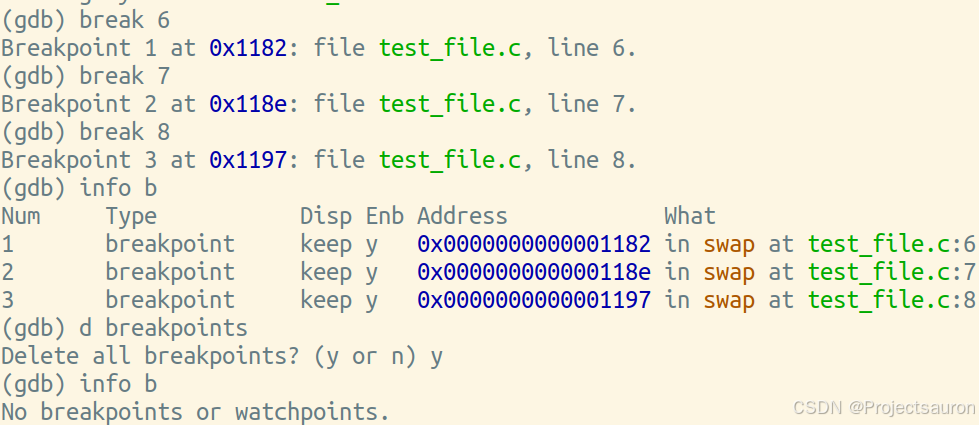 (gdb) break 6
Breakpoint 1 at 0x1182: file test_file.c, line 6.
(gdb) break 7
Breakpoint 2 at 0x118e: file test_file.c, line 7.
(gdb) break 8
Breakpoint 3 at 0x1197: file test_file.c, line 8.
(gdb) info b
Num     Type           Disp Enb Address            What
1       breakpoint     keep y   0x0000000000001182 in swap at test_file.c:6
2       breakpoint     keep y   0x000000000000118e in swap at test_file.c:7
3       breakpoint     keep y   0x0000000000001197 in swap at test_file.c:8
(gdb) d breakpoints
Delete all breakpoints? (y or n) y
(gdb) info b
No breakpoints or watchpoints.
CSDN @Projectsauron